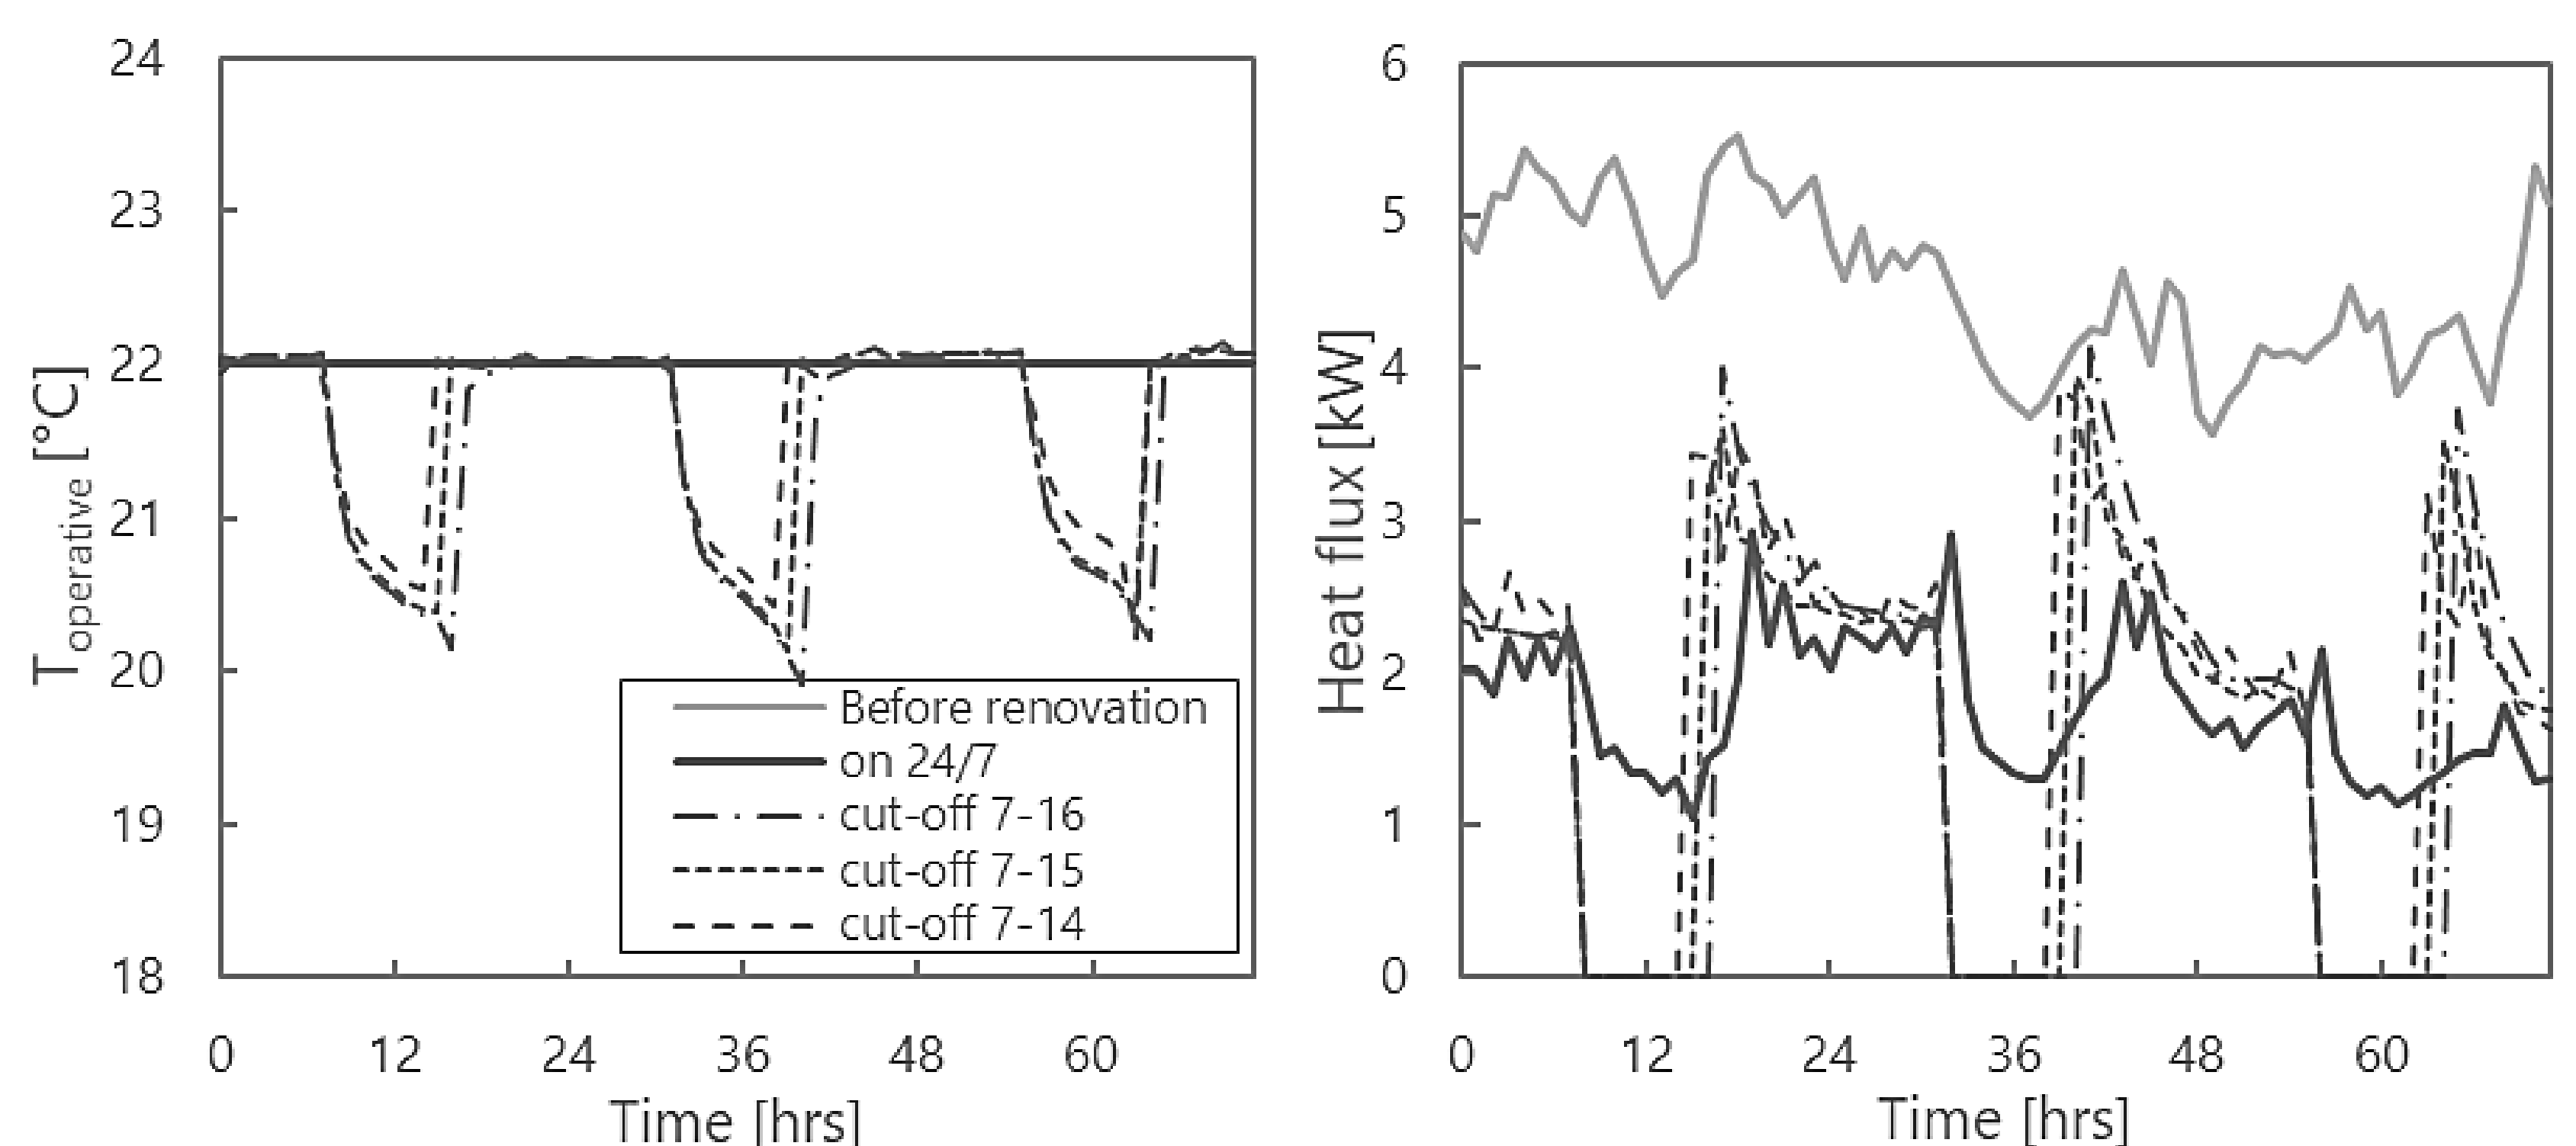 24
23
22
21
20
19
18
T operative [°C]
0 12 24 36 48 60
Time [hrs]
Before renovation
on 24/7
cut-off 7-16
cut-off 7-15
cut-off 7-14
6
5
4
3
2
1
0
Heat flux [kW]
0 12 24 36 48 60
Time [hrs]